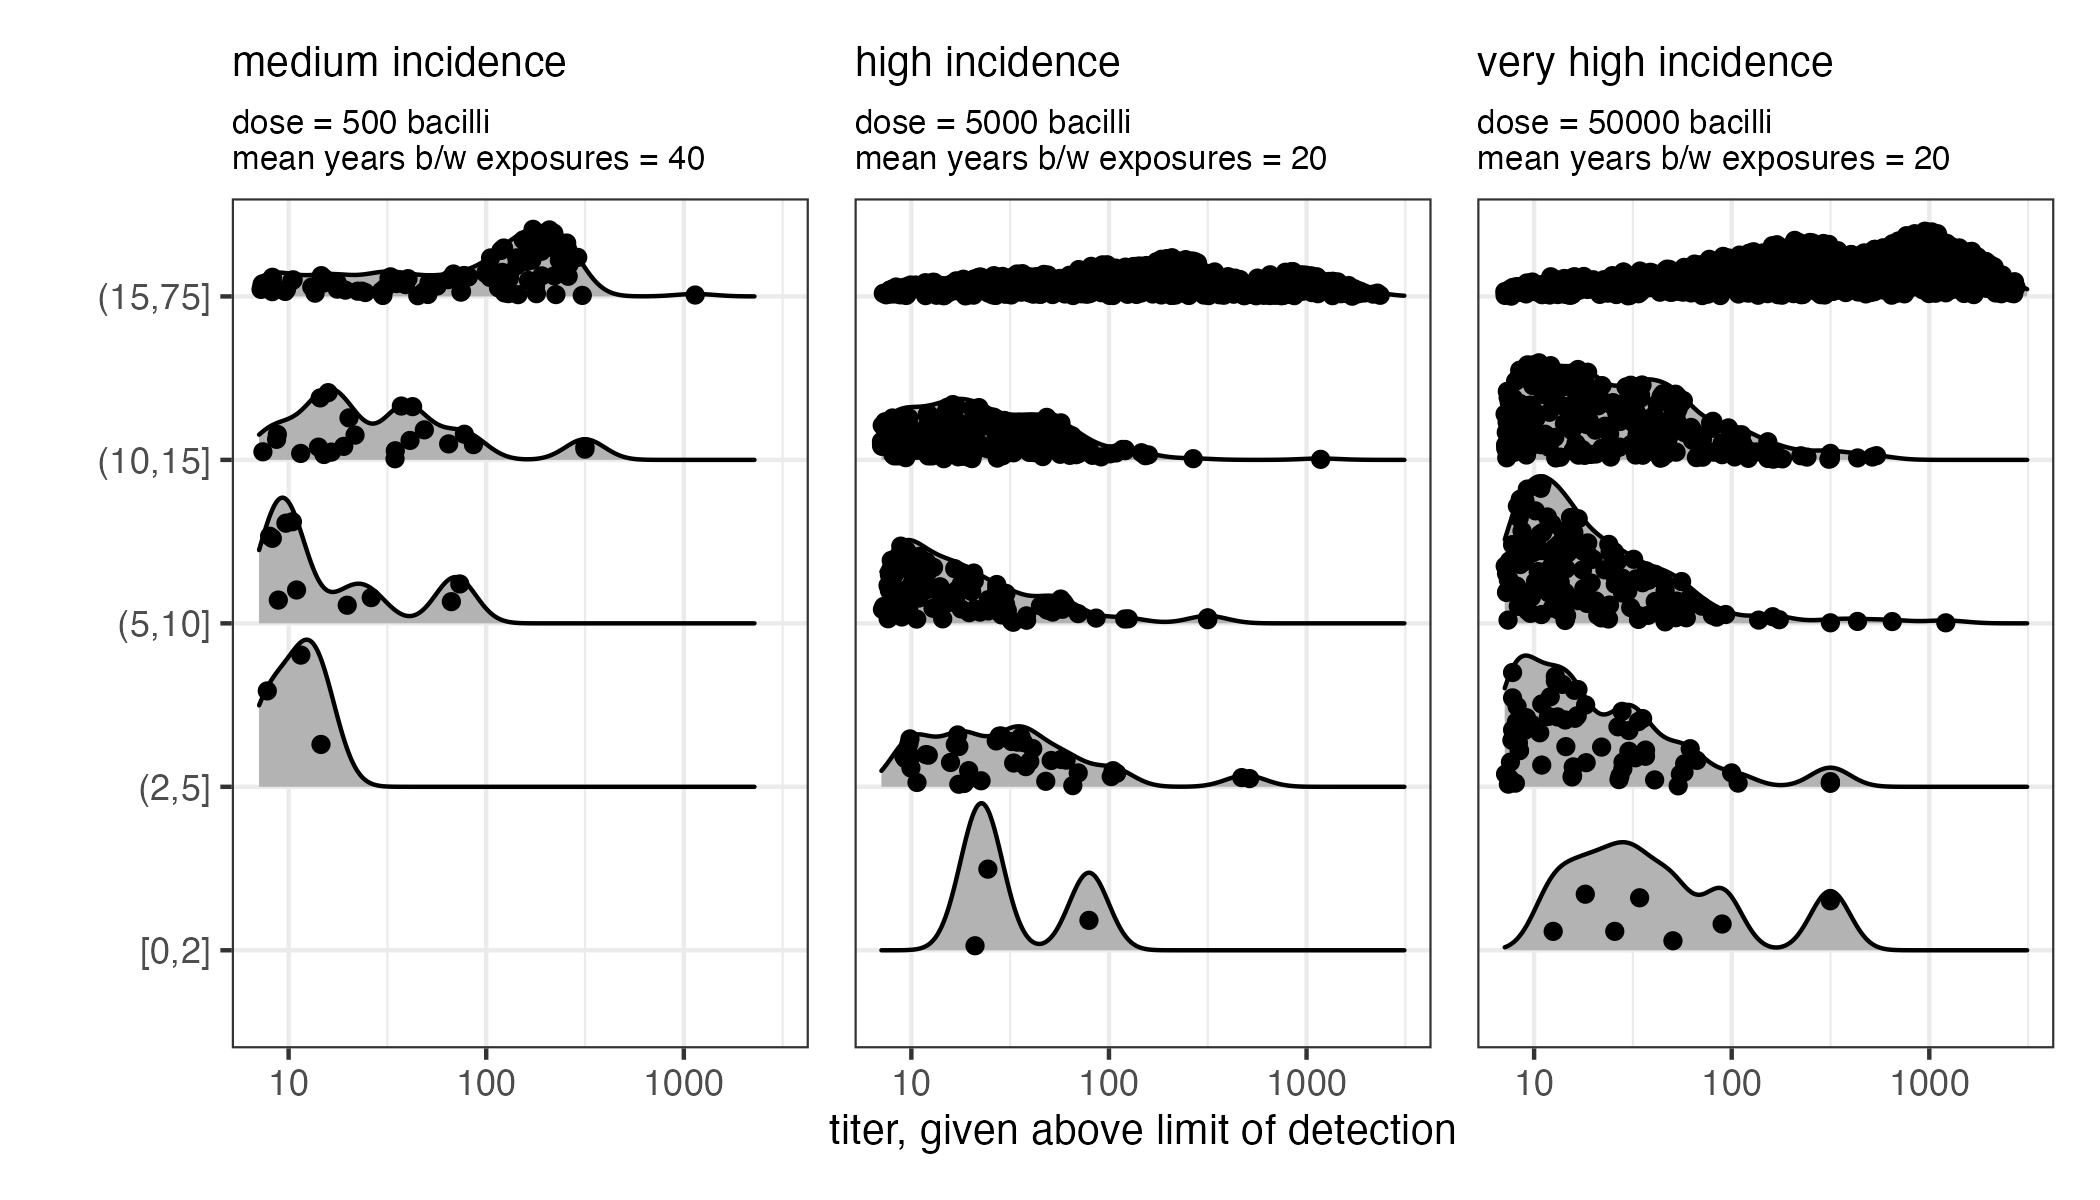 medium incidence
dose = 500 bacilli
mean years b/w exposures = 40
high incidence
dose = 5000 bacilli
mean years b/w exposures = 20
very high incidence
dose = 50000 bacilli
mean years b/w exposures = 20
(15,75]
(10,15]
(5,10]
(2,5]
[0,2]
10 100 1000
10 100 1000
10 100 1000
titer, given above limit of detection